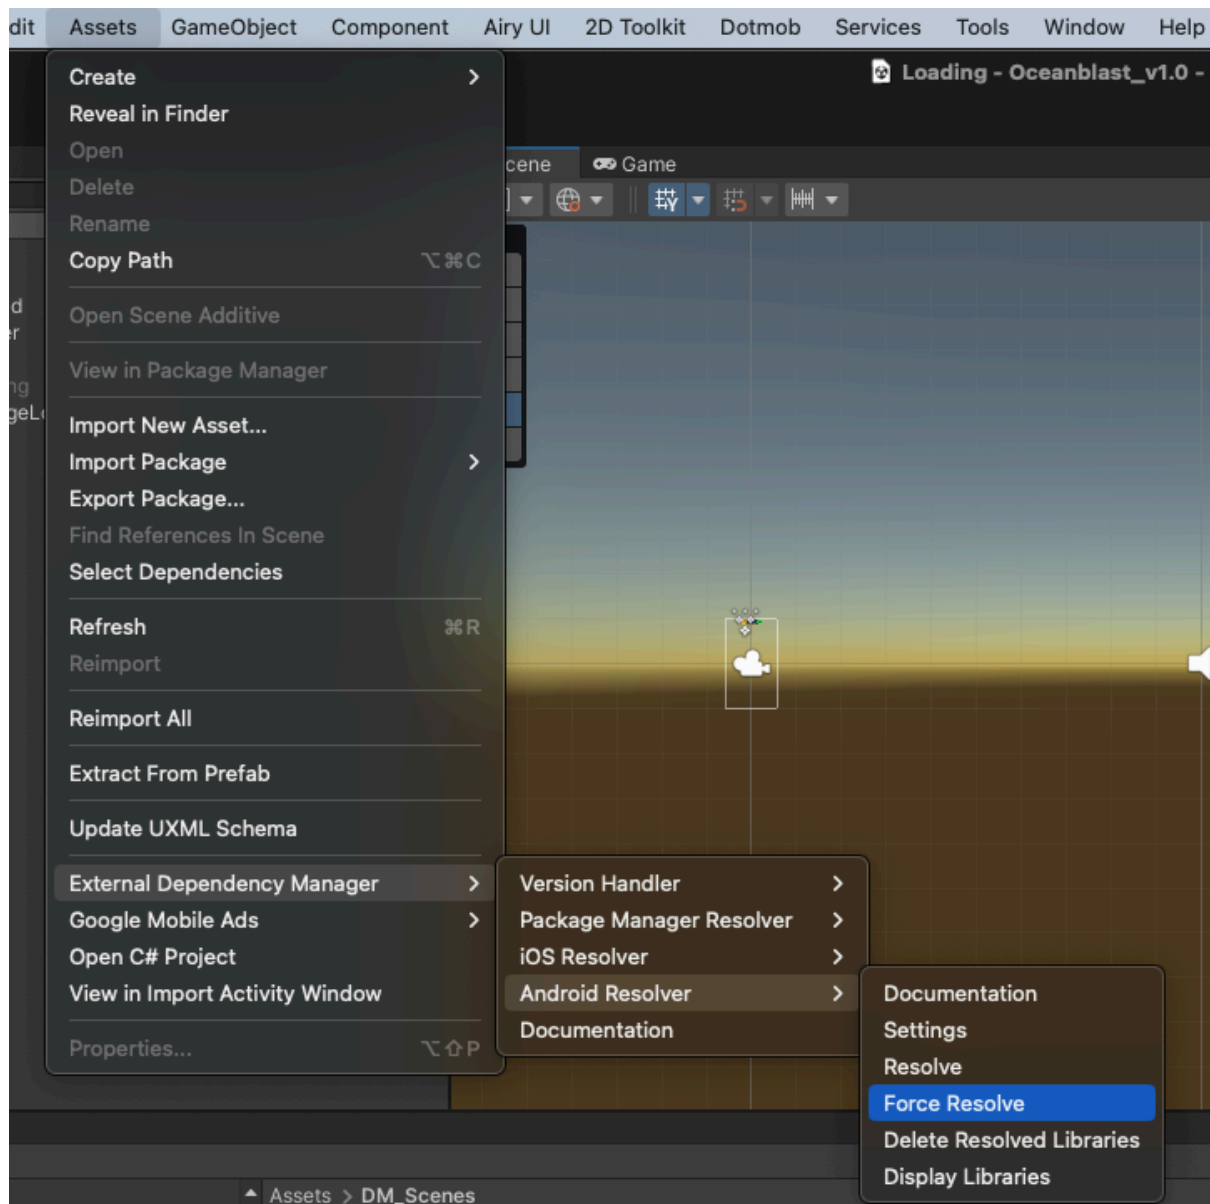 dit Assets GameObject Component Airy UI 2D Toolkit Dotmob Services Tools Window Help
Loading - Oceanblast_v1.0 -
cene Game
Create
Reveal in Finder
Open
Delete
Rename
Copy Path ⌥⌘C
Open Scene Additive
View in Package Manager
Import New Asset...
Import Package
Export Package...
Find References In Scene
Select Dependencies
Refresh ⌘R
Reimport
Reimport All
Extract From Prefab
Update UXML Schema
External Dependency Manager
Google Mobile Ads
Open C# Project
View in Import Activity Window
Properties... ⌥⇧P
Version Handler
Package Manager Resolver
iOS Resolver
Android Resolver
Documentation
Documentation
Settings
Resolve
Force Resolve
Delete Resolved Libraries
Display Libraries
Assets > DM_Scenes